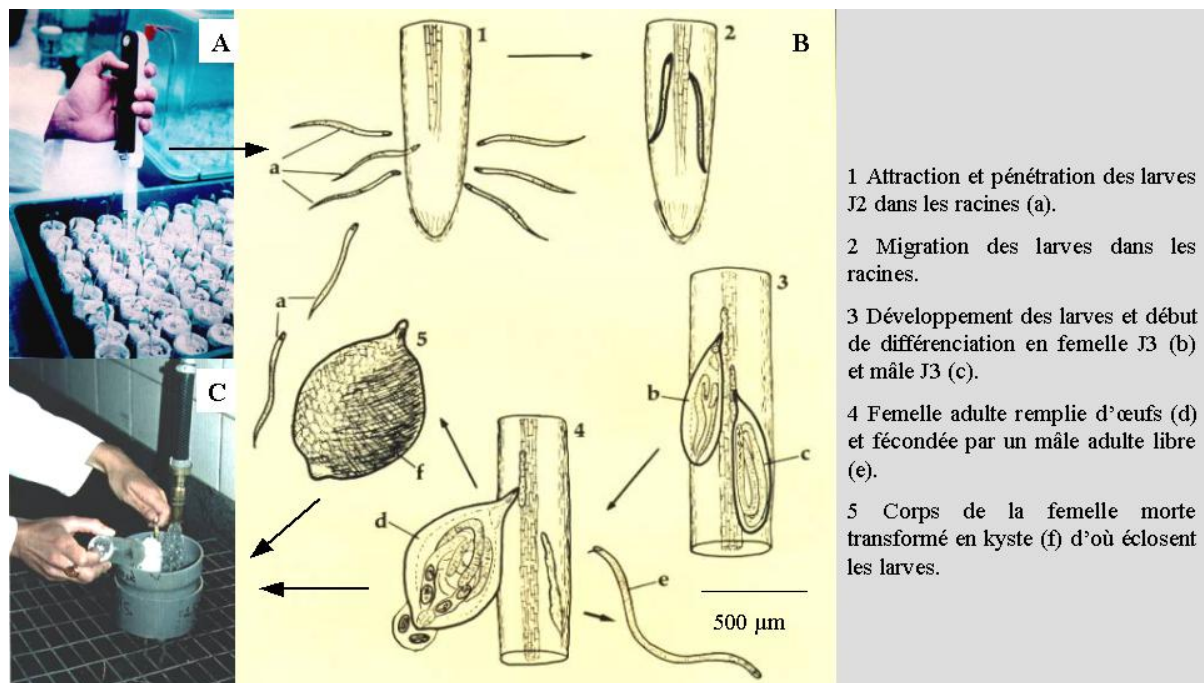 A
B
C
1
2
a
a
3
b
c
5
f
4
d
e
500 µm
1 Attraction et pénétration des larves
J2 dans les racines (a).
2 Migration des larves dans les
racines.
3 Développement des larves et début
de différenciation en femelle J3 (b)
et mâle J3 (c).
4 Femelle adulte remplie d’œufs (d)
et fécondée par un mâle adulte libre
(e).
5 Corps de la femelle morte
transformé en kyste (f) d’où éclosent
les larves.